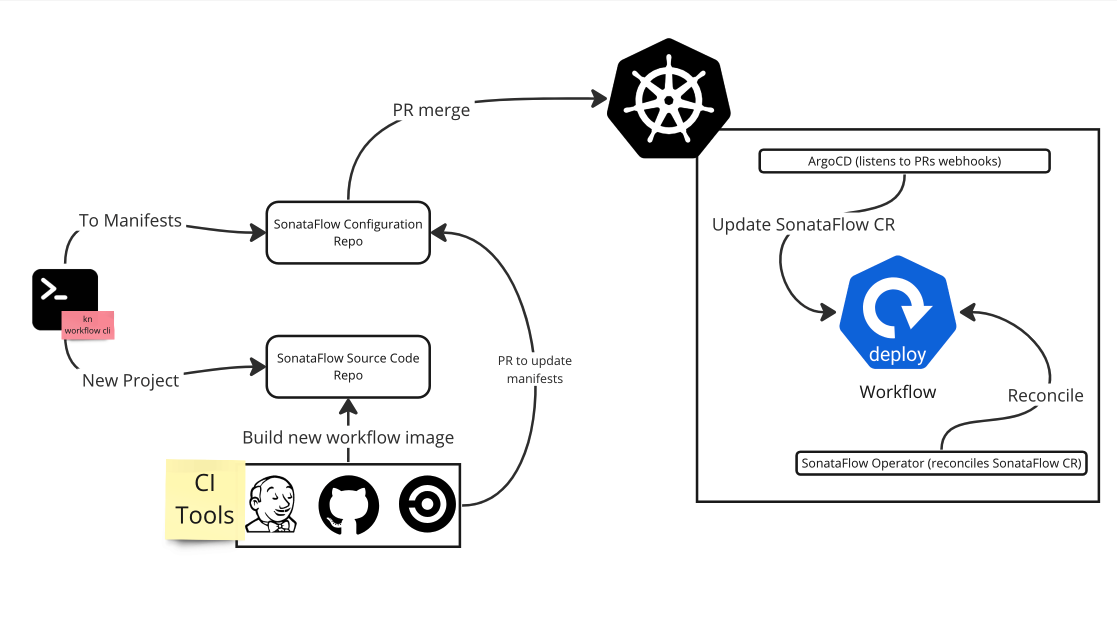 PR merge
ArgoCD (listens to PRs webhooks)
To Manifests
SonataFlow Configuration
Repo
Update SonataFlow CR
kn
workflow cli
deploy
SonataFlow Source Code
Repo
PR to update
manifests
New Project
Workflow
Reconcile
Build new workflow image
SonataFlow Operator (reconciles SonataFlow CR)
CI
Tools